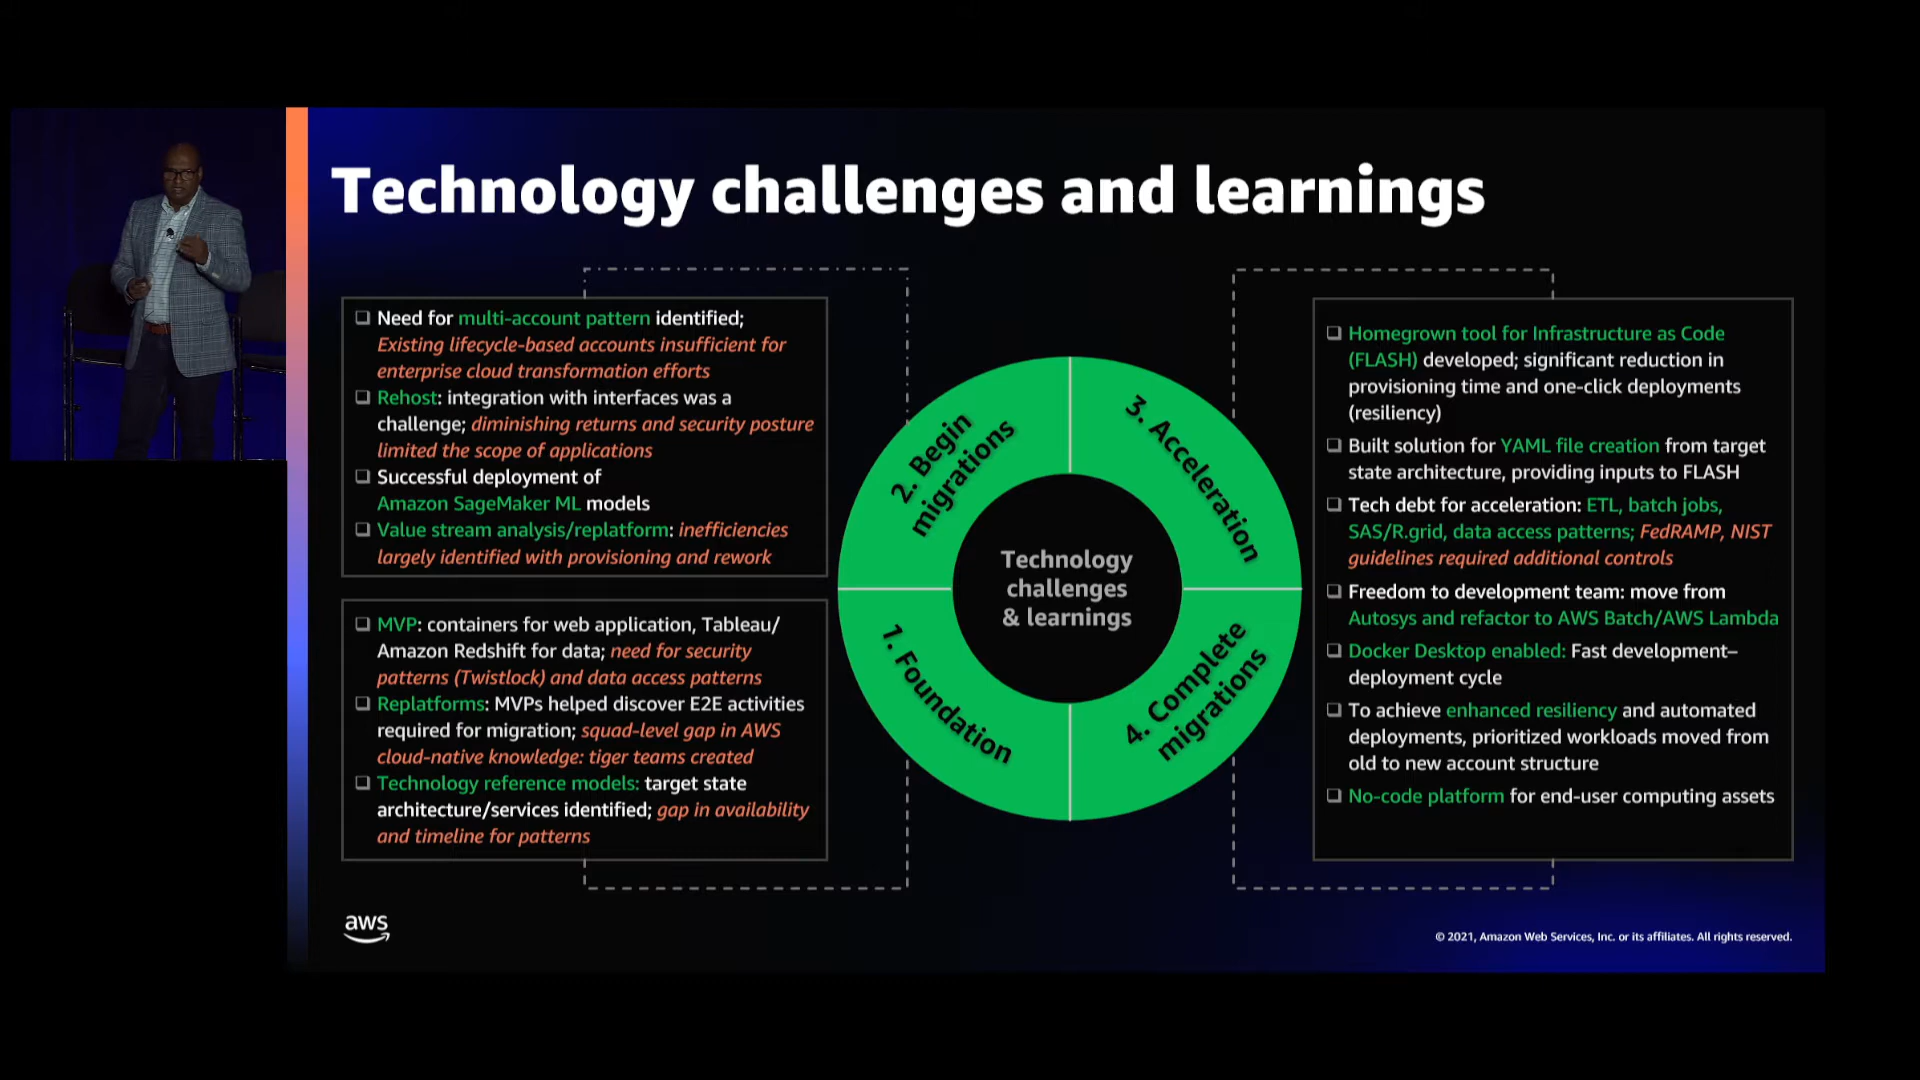 Technology challenges and learnings
Need for multi-account pattern identified;
Existing lifecycle-based accounts insufficient for
enterprise cloud transformation efforts
Rehost: integration with interfaces was a
challenge; diminishing returns and security posture
limited the scope of applications
Successful deployment of
Amazon SageMaker ML models
Value stream analysis/replatform: inefficiencies
largely identified with provisioning and rework
MVP: containers for web application, Tableau/
Amazon Redshift for data; need for security
patterns (Twistlock) and data access patterns
Replatforms: MVPs helped discover E2E activities
required for migration; squad-level gap in AWS
cloud-native knowledge: tiger teams created
Technology reference models: target state
architecture/services identified; gap in availability
and timeline for patterns
2. Begin
migrations
3. Acceleration
Technology
challenges
& learnings
1. Foundation
4. Complete
migrations
Homegrown tool for Infrastructure as Code
(FLASH) developed; significant reduction in
provisioning time and one-click deployments
(resiliency)
Built solution for YAML file creation from target
state architecture, providing inputs to FLASH
Tech debt for acceleration: ETL, batch jobs,
SAS/R.grid, data access patterns; FedRAMP, NIST
guidelines required additional controls
Freedom to development team: move from
Autosys and refactor to AWS Batch/AWS Lambda
Docker Desktop enabled: Fast development–
deployment cycle
To achieve enhanced resiliency and automated
deployments, prioritized workloads moved from
old to new account structure
No-code platform for end-user computing assets
aws
© 2021, Amazon Web Services, Inc. or its affiliates. All rights reserved.